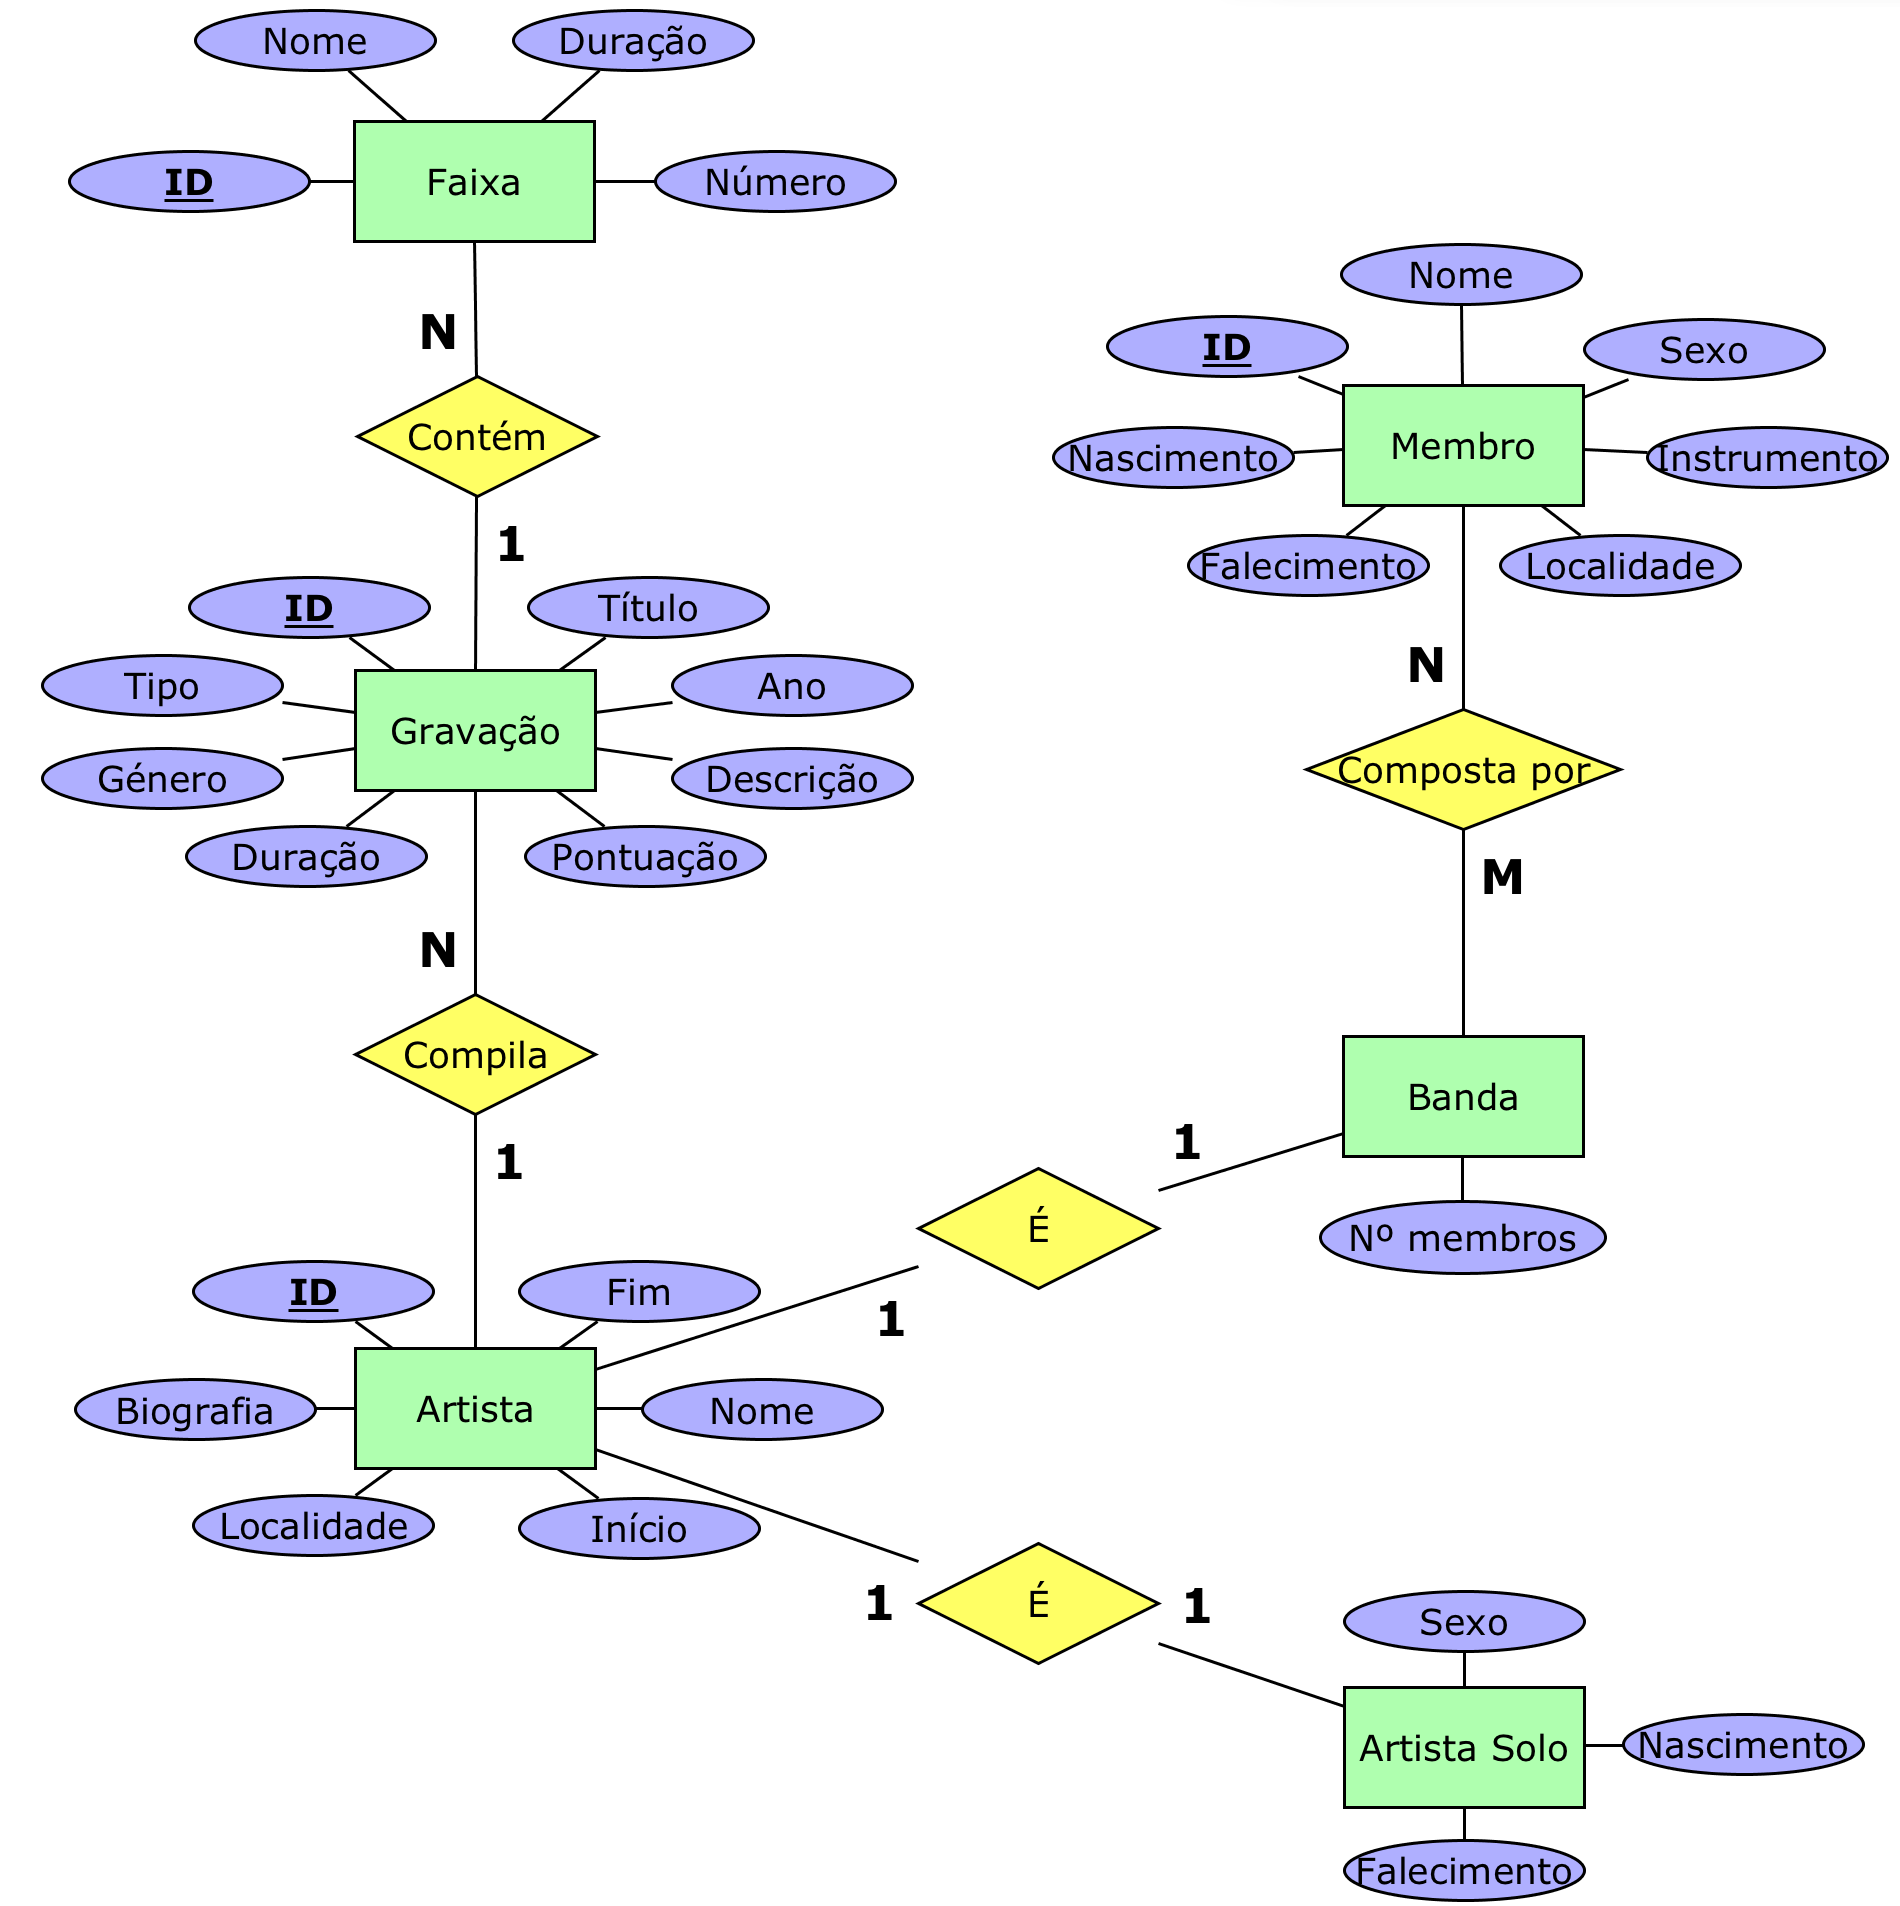 Nome
Duração
ID
Faixa
Número
N
Contém
1
ID
Título
Tipo
Ano
Gravação
Género
Descrição
Duração
Pontuação
N
Compila
1
ID
Fim
Biografia
Artista
Nome
Localidade
Início
Nome
ID
Sexo
Membro
Nascimento
Instrumento
Falecimento
Localidade
N
Composta por
M
Banda
Nº membros
1
É
1
1
É
1
Sexo
Artista Solo
Nascimento
Falecimento